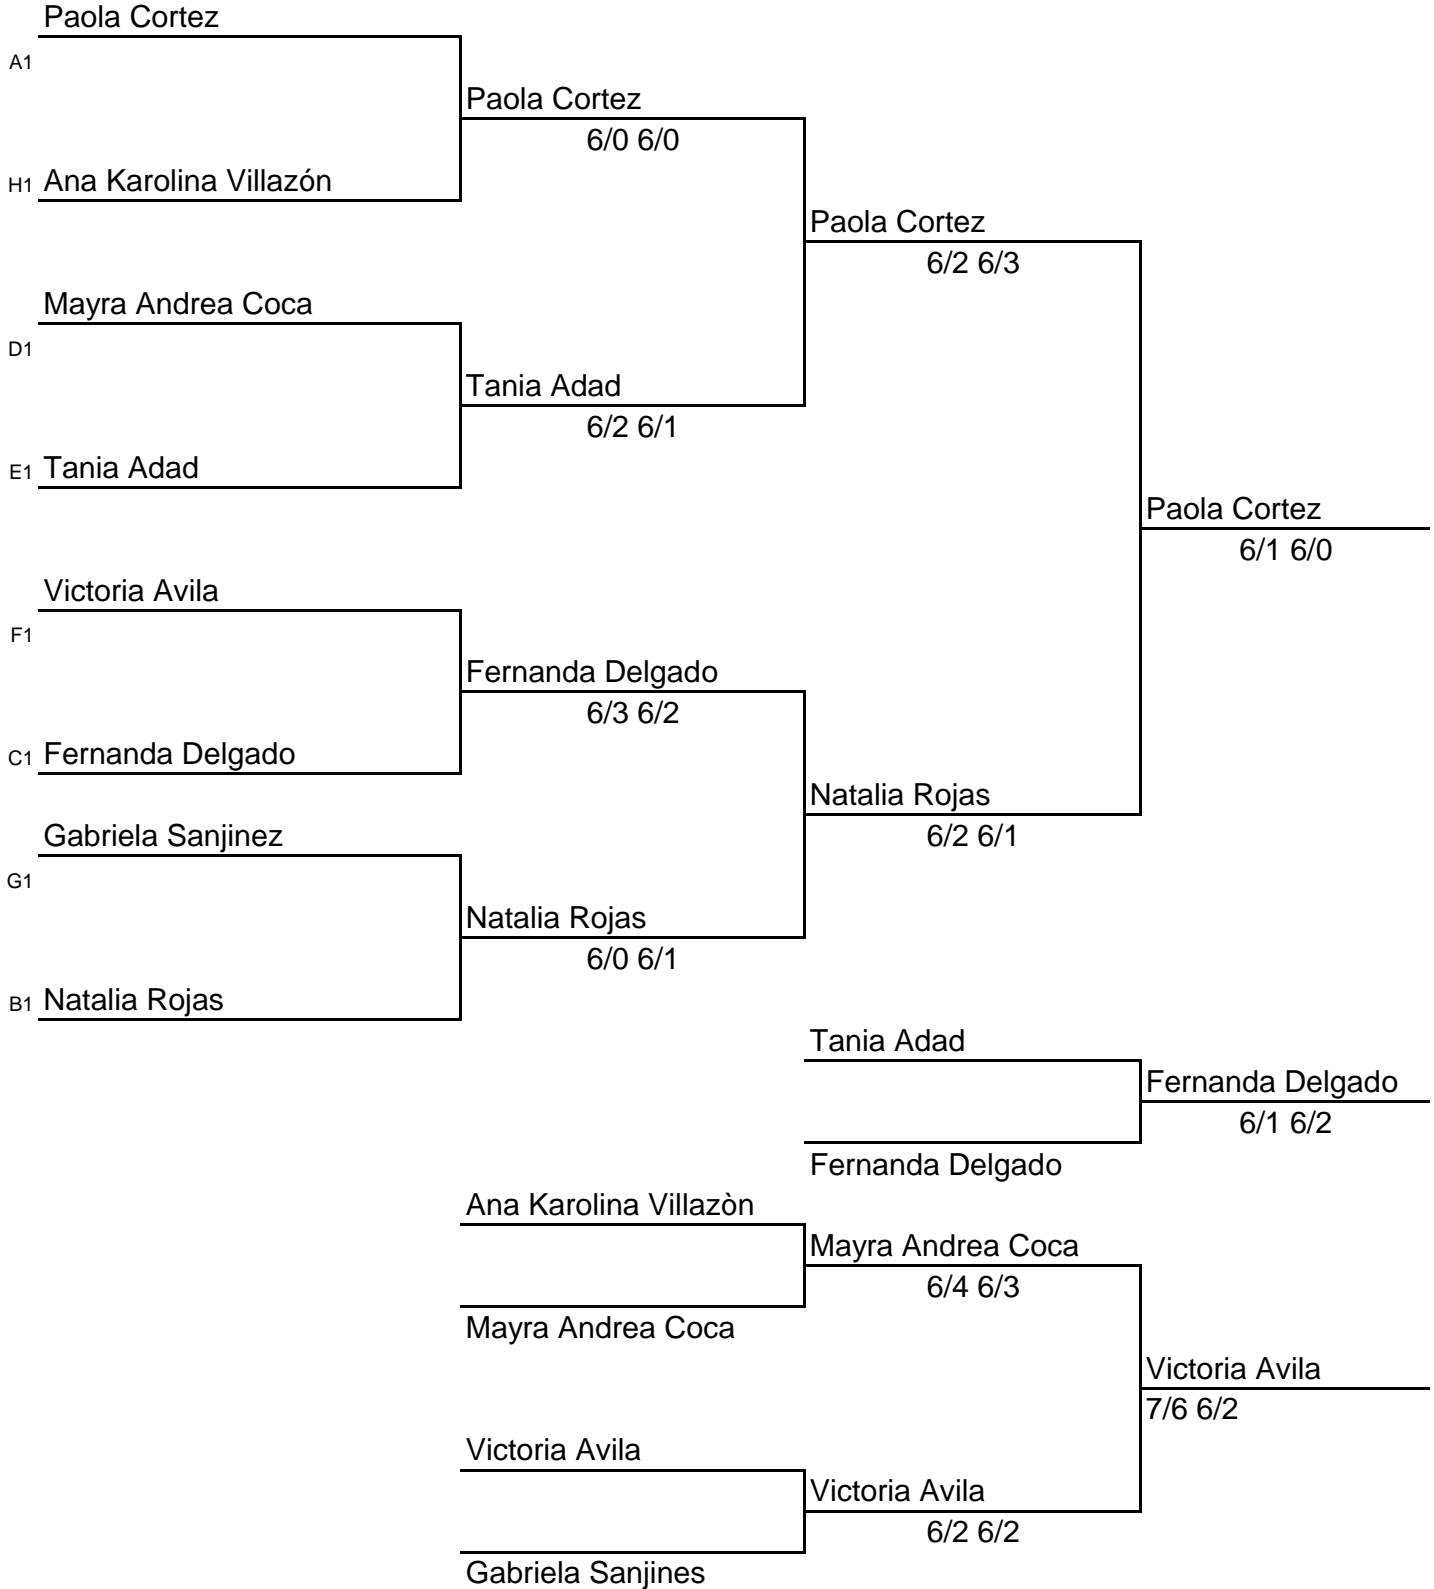 Paola Cortez
A1
Paola Cortez
6/0 6/0
H1 Ana Karolina Villazón
Paola Cortez
6/2 6/3
Mayra Andrea Coca
D1
Tania Adad
6/2 6/1
E1 Tania Adad
Paola Cortez
6/1 6/0
Victoria Avila
F1
Fernanda Delgado
6/3 6/2
C1 Fernanda Delgado
Natalia Rojas
6/2 6/1
Gabriela Sanjinez
G1
Natalia Rojas
6/0 6/1
B1 Natalia Rojas
Tania Adad
Fernanda Delgado
6/1 6/2
Fernanda Delgado
Ana Karolina Villazòn
Mayra Andrea Coca
6/4 6/3
Mayra Andrea Coca
Victoria Avila
7/6 6/2
Victoria Avila
Victoria Avila
6/2 6/2
Gabriela Sanjines